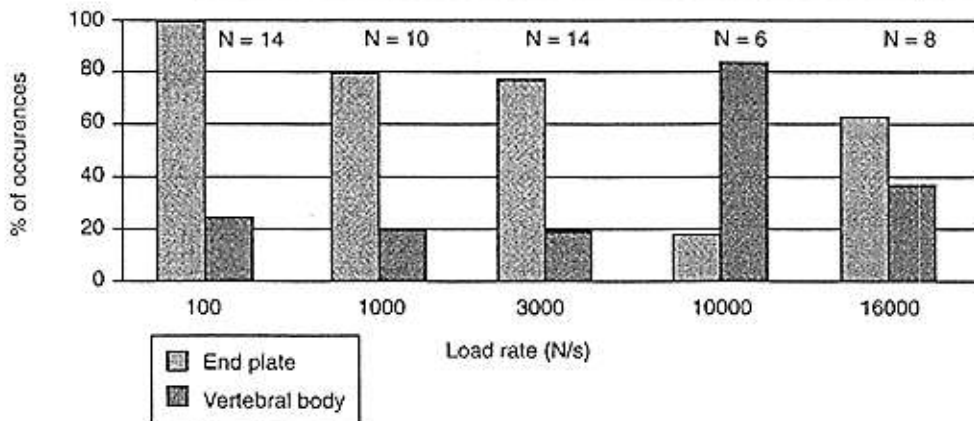 100
N = 14 N = 10 N = 14 N = 6 N = 8
80
60
40
20
0
% of occurences
100 1000 3000 10000 16000
Load rate (N/s)
End plate
Vertebral body